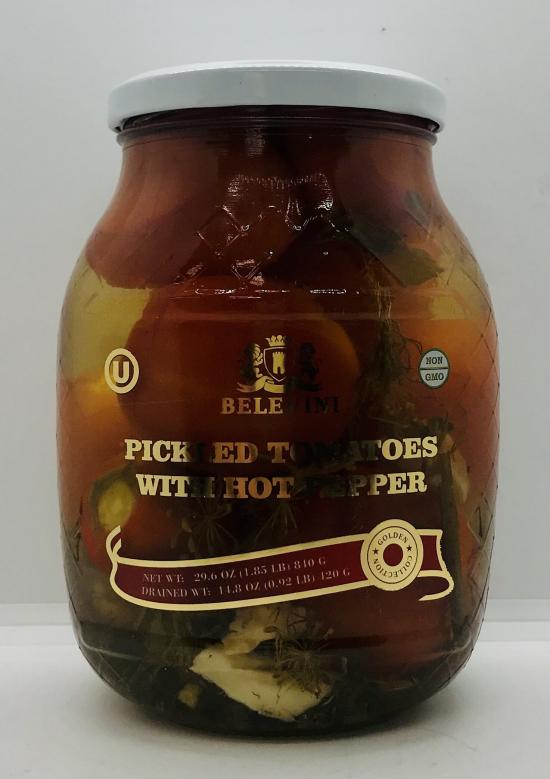 U
NON
GMO
BELEVINI
PICKLED TOMATOES
WITH HOT PEPPER
GOLDEN
COLLECTION
NET WT: 29.6 OZ (1.85 LB) 840 G
DRAINED WT: 14.8 OZ (0.92 LB) 420 G